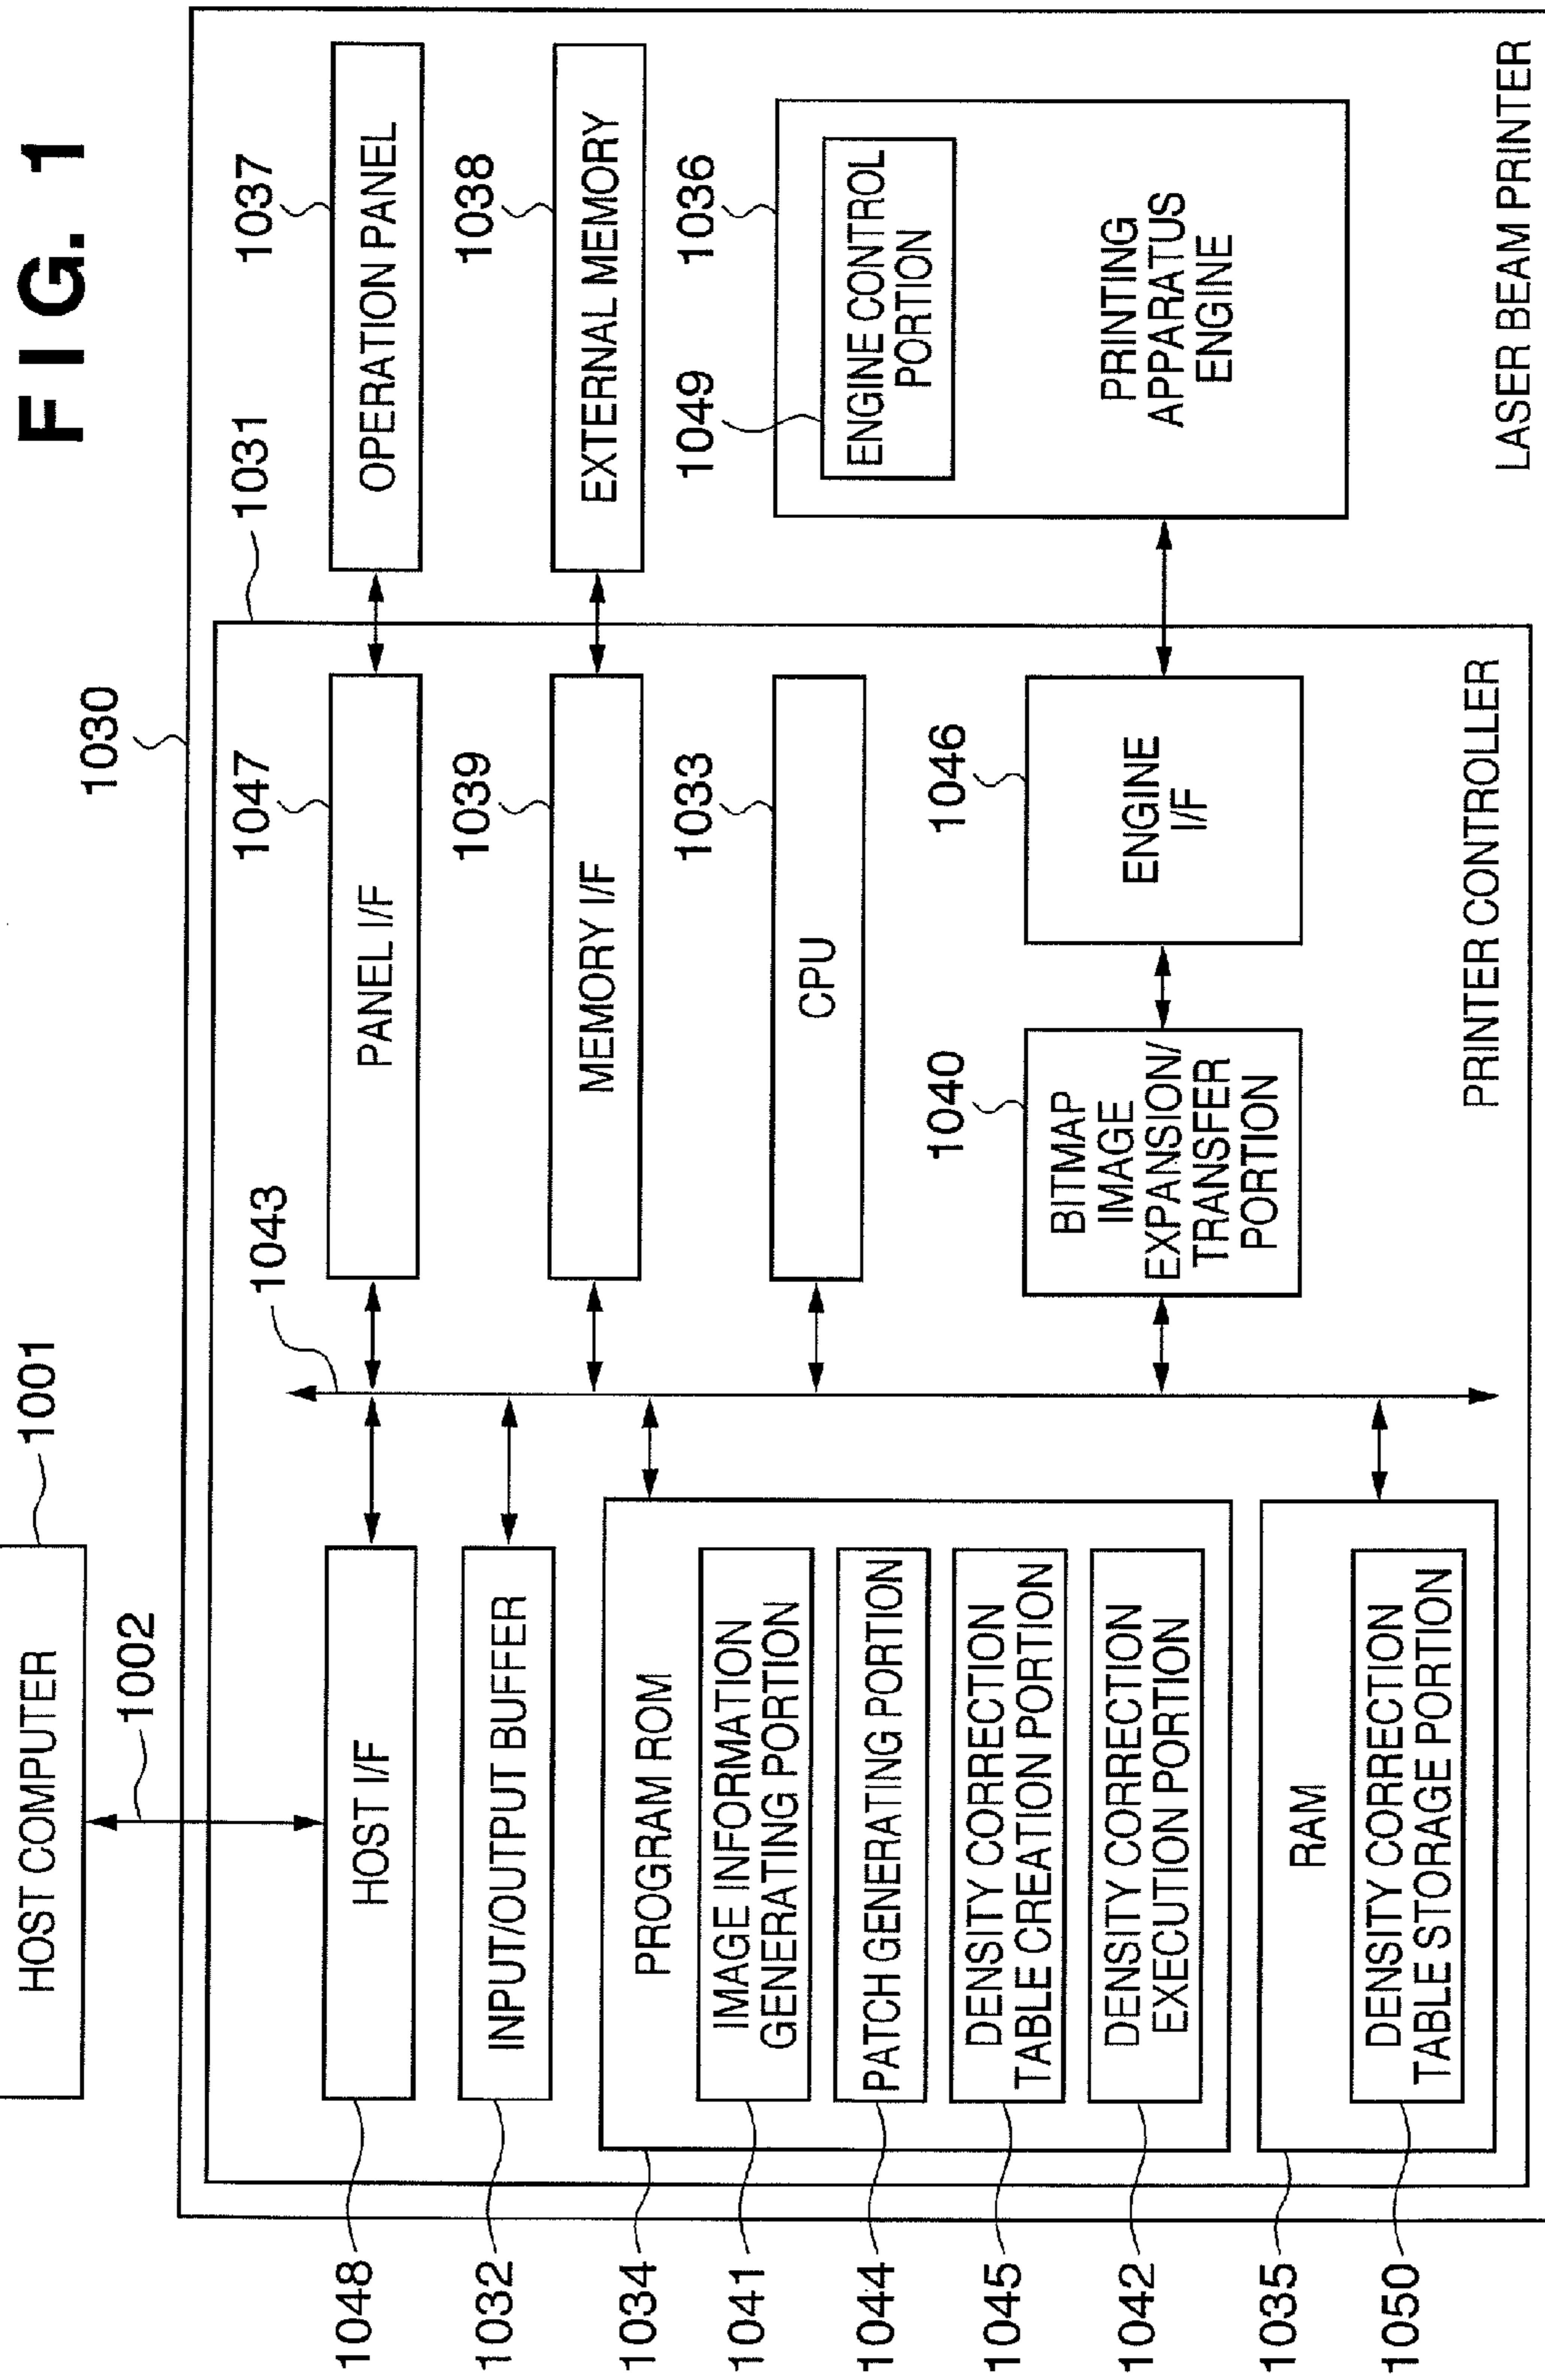 FIG. 1
HOST COMPUTER
1001
1002
1030
1031
1043
1048
HOST I/F
PANEL I/F
1047
OPERATION PANEL
1037
1032
INPUT/OUTPUT BUFFER
MEMORY I/F
1039
EXTERNAL MEMORY
1038
1034
PROGRAM ROM
1041
IMAGE INFORMATION
GENERATING PORTION
1044
PATCH GENERATING PORTION
1045
DENSITY CORRECTION
TABLE CREATION PORTION
1042
DENSITY CORRECTION
EXECUTION PORTION
CPU
1033
1036
1049
ENGINE CONTROL
PORTION
PRINTING
APPARATUS
ENGINE
1040
BITMAP
IMAGE
EXPANSION/
TRANSFER
PORTION
1046
ENGINE
I/F
1035
RAM
1050
DENSITY CORRECTION
TABLE STORAGE PORTION
PRINTER CONTROLLER
LASER BEAM PRINTER